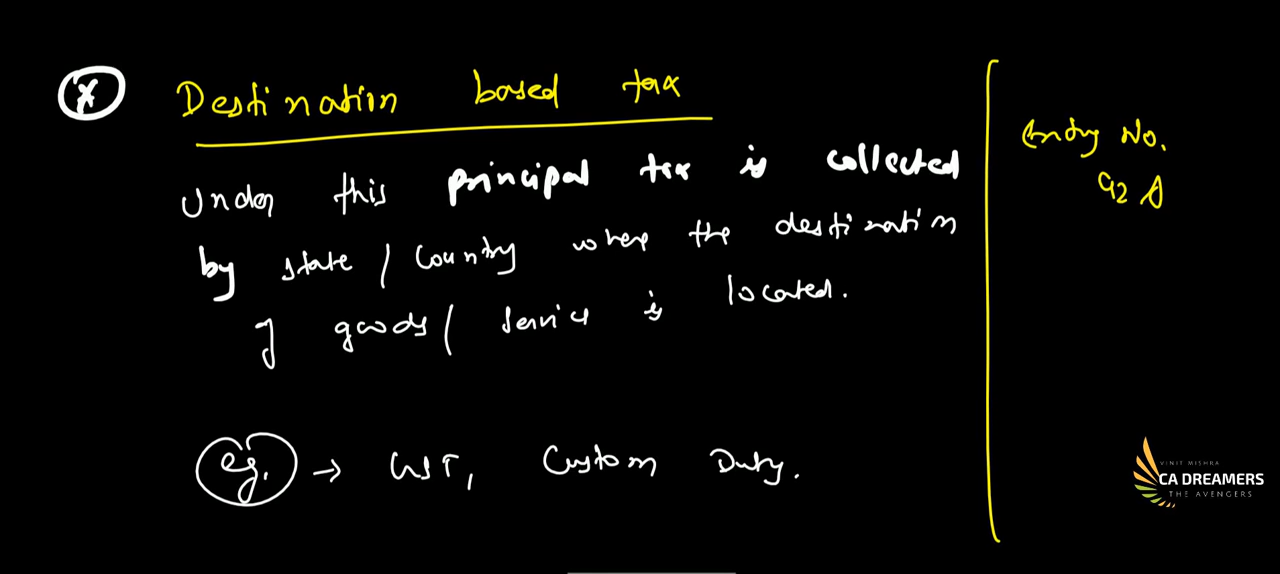 Destination based tax
Under this principal tax is collected
by state / country where the destination
of goods / service is located.
eg. → GST, Custom Duty.
Entry No.
92 A
VINIT MISHRA
CA DREAMERS
THE AVENGERS